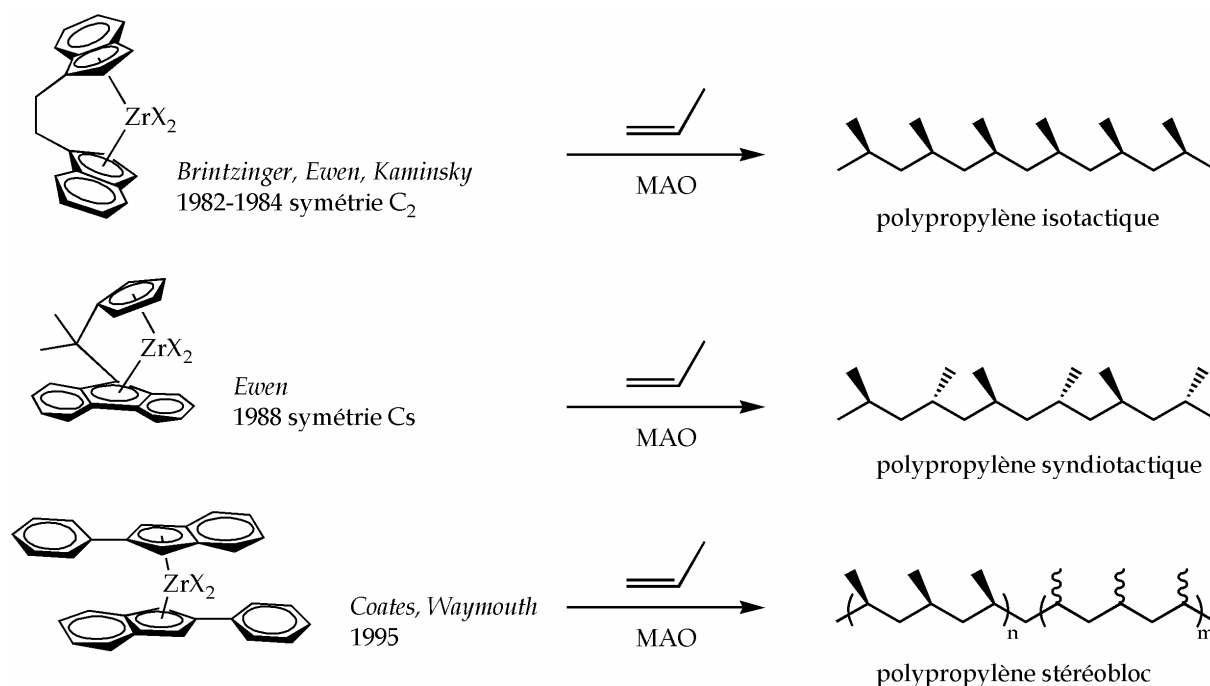 ZrX2
Brintzinger, Ewen, Kaminsky
1982-1984 symétrie C2
MAO
polypropylène isotactique
ZrX2
Ewen
1988 symétrie Cs
MAO
polypropylène syndiotactique
ZrX2
Coates, Waymouth
1995
MAO
n
m
polypropylène stéréobloc